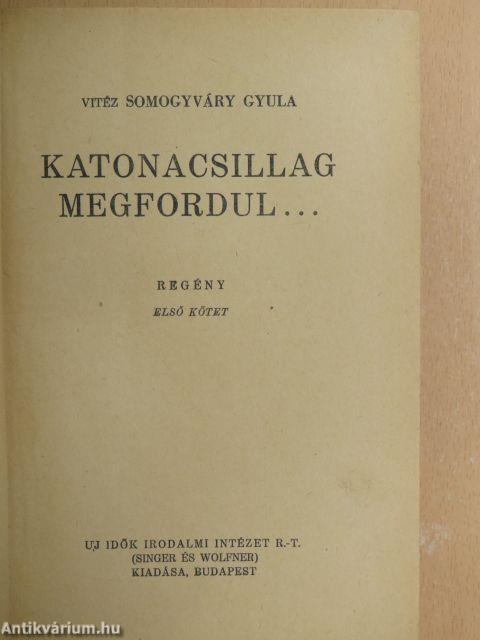 VITÉZ SOMOGYVÁRY GYULA
KATONACSILLAG
MEGFORDUL...
REGÉNY
ELSŐ KÖTET
UJ IDŐK IRODALMI INTÉZET R.-T.
(SINGER ÉS WOLFNER)
KIADÁSA, BUDAPEST
Antikvárium.hu